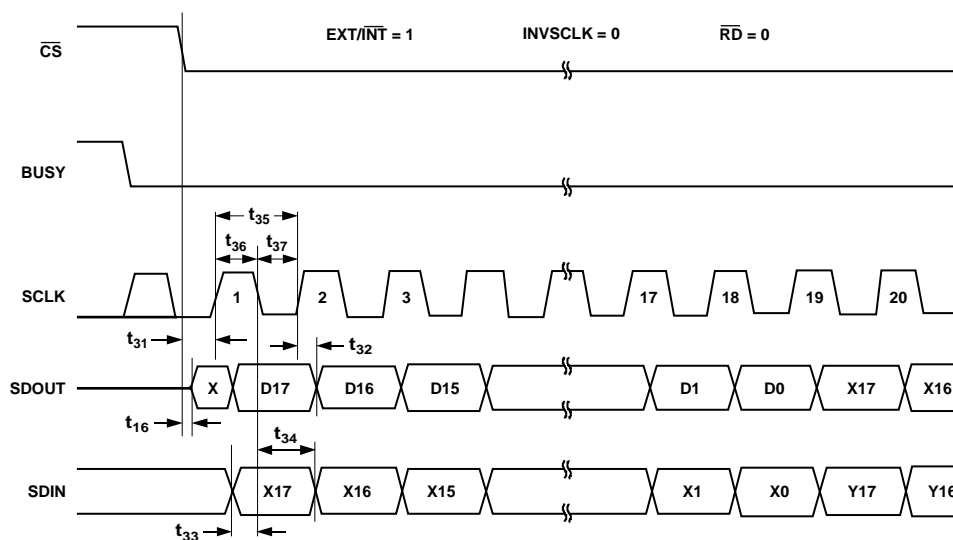 EXT/INT = 1 INVSCLK = 0 RD = 0
CS
BUSY
t35
t36 t37
SCLK 1 2 3 17 18 19 20
t31 t32
SDOUT X D17 D16 D15 D1 D0 X17 X16
t16 t34
SDIN X17 X16 X15 X1 X0 Y17 Y16
t33